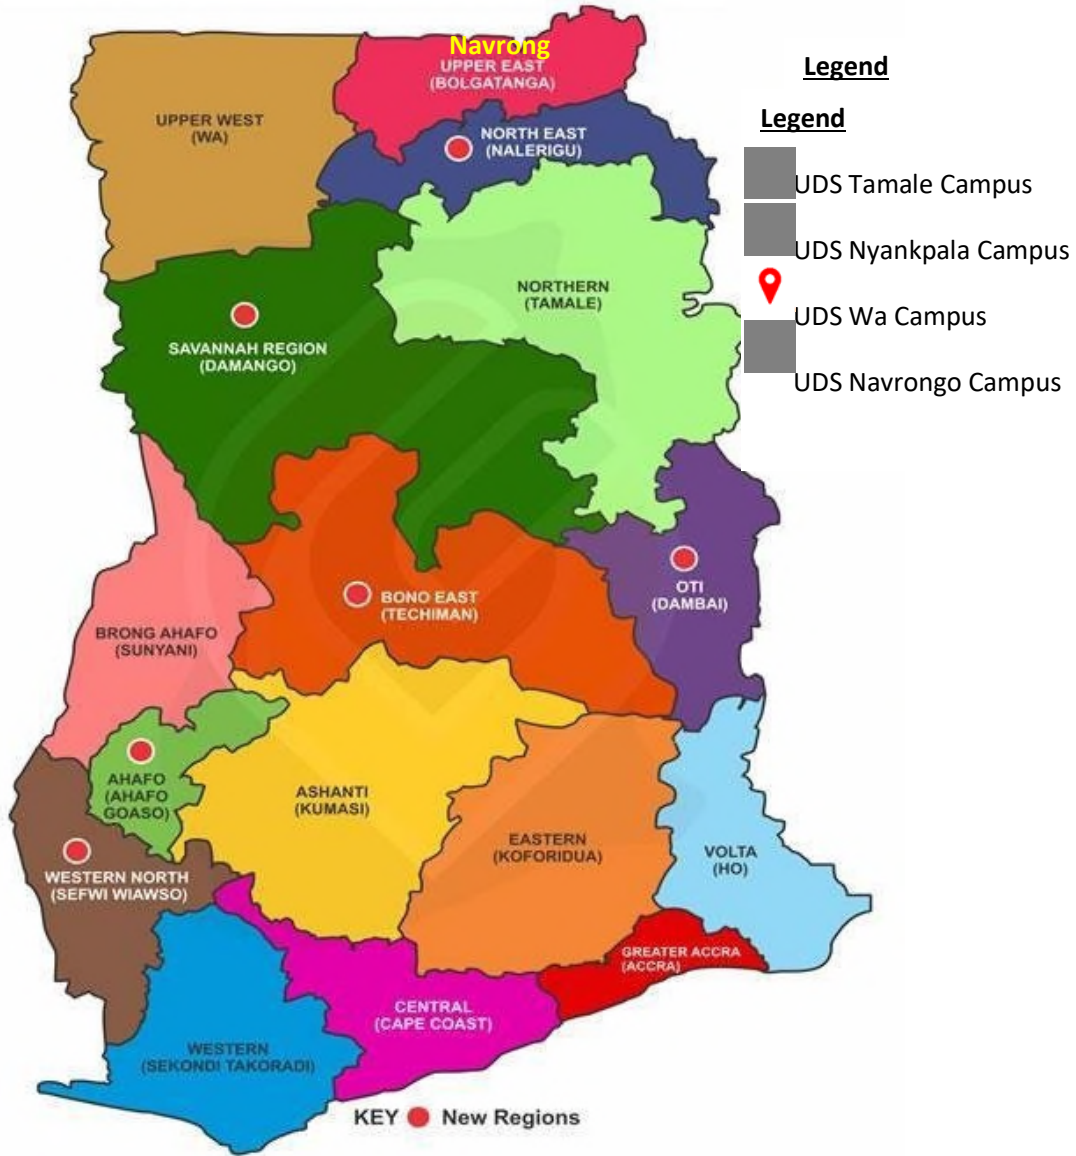 Navrong
UPPER EAST
(BOLGATANGA)
Legend
Legend
UPPER WEST
(WA)
NORTH EAST
(NALERIGU)
UDS Tamale Campus
UDS Nyankpala Campus
UDS Wa Campus
UDS Navrongo Campus
NORTHERN
(TAMALE)
SAVANNAH REGION
(DAMANGO)
OTI
(DAMBAI)
BONO EAST
(TECHIMAN)
BRONG AHAFO
(SUNYANI)
AHAFO
(AHAFO
GOASO)
ASHANTI
(KUMASI)
EASTERN
(KOFORIDUA)
VOLTA
(HO)
WESTERN NORTH
(SEFWI WIAWSO)
GREATER ACCRA
(ACCRA)
CENTRAL
(CAPE COAST)
WESTERN
(SEKONDI TAKORADI)
KEY New Regions